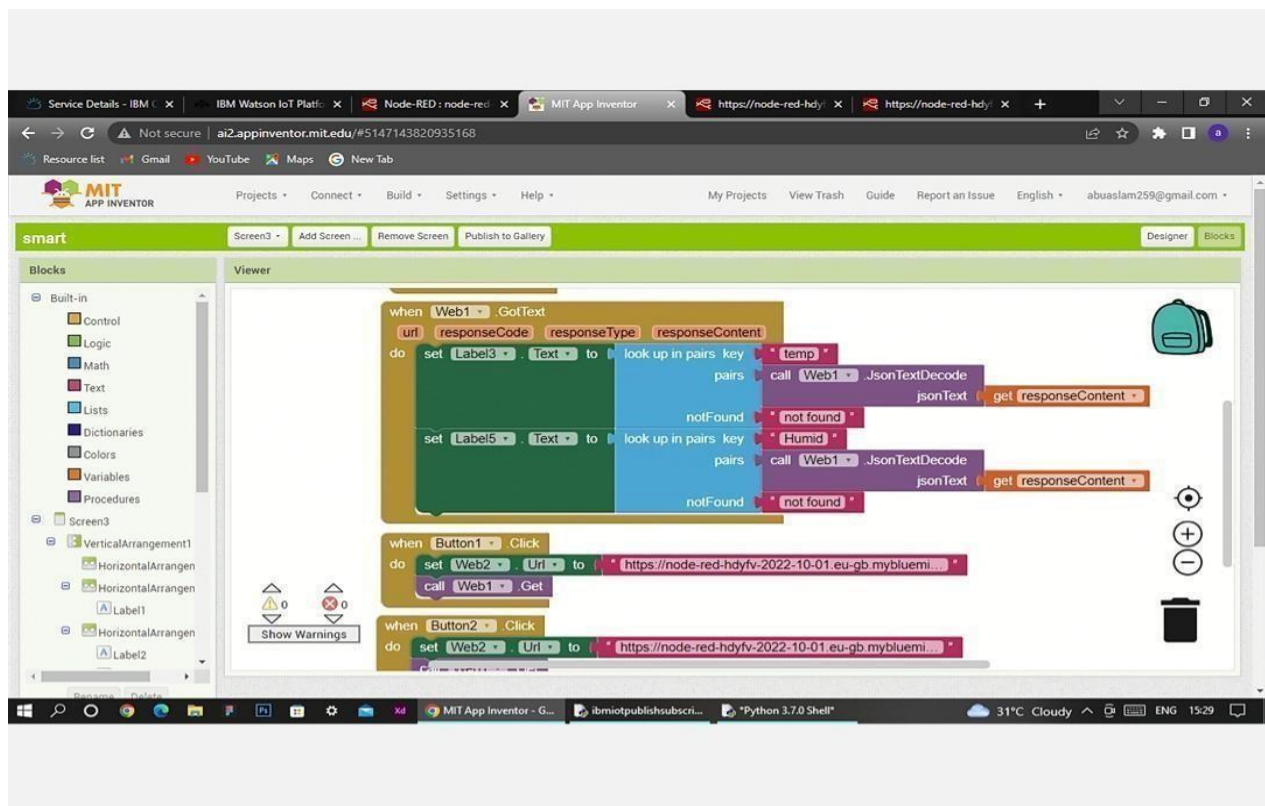 Service Details - IBM C
IBM Watson IoT Platfo
Node-RED : node-red
MIT App Inventor
https://node-red-hdyf
https://node-red-hdyf
Not secure | ai2.appinventor.mit.edu/#5147143820935168
a
Resource list Gmail YouTube Maps New Tab
MIT
APP INVENTOR
Projects Connect Build Settings Help My Projects View Trash Guide Report an Issue English abuaslam259@gmail.com
smart Screen3 Add Screen ... Remove Screen Publish to Gallery Designer Blocks
Blocks Viewer
Built-in
Control
Logic
Math
Text
Lists
Dictionaries
Colors
Variables
Procedures
Screen3
VerticalArrangement1
HorizontalArrangen
HorizontalArrangen
Label1
HorizontalArrangen
Label2
Rename Delete
when Web1 .GotText
url responseCode responseType responseContent
do set Label3 . Text to look up in pairs key " temp "
pairs call Web1 .JsonTextDecode
jsonText get responseContent
notFound " not found "
set Label5 . Text to look up in pairs key " Humid "
pairs call Web1 .JsonTextDecode
jsonText get responseContent
notFound " not found "
when Button1 .Click
do set Web2 . Url to " https://node-red-hdyfv-2022-10-01.eu-gb.mybluemi... "
call Web1 .Get
when Button2 .Click
do set Web2 . Url to " https://node-red-hdyfv-2022-10-01.eu-gb.mybluemi... "
0 0
Show Warnings
MIT App Inventor - G... ibmiotpublishsubscri... *Python 3.7.0 Shell* 31°C Cloudy ENG 15:29